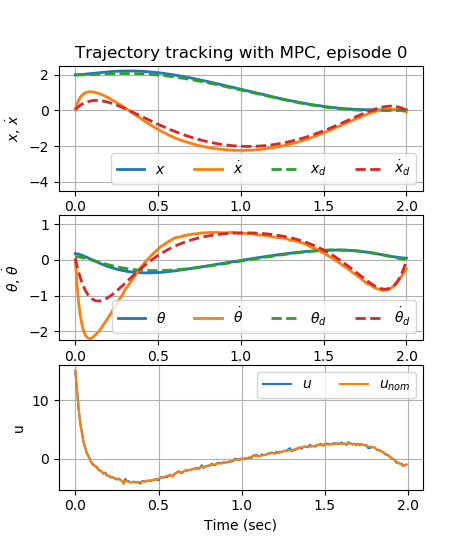 Trajectory tracking with MPC, episode 0
x, ẋ
2
0
−2
−4
x ẋ x_d ẋ_d
0.0 0.5 1.0 1.5 2.0
θ, θ̇
1
0
−1
−2
θ θ̇ θ_d θ̇_d
0.0 0.5 1.0 1.5 2.0
u
10
0
u u_nom
0.0 0.5 1.0 1.5 2.0
Time (sec)